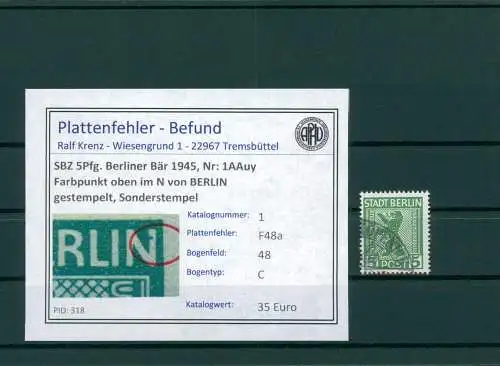 Plattenfehler - Befund
Ralf Krenz - Wiesengrund 1 - 22967 Tremsbüttel
SBZ 5Pfg. Berliner Bär 1945, Nr: 1AAuy
Farbpunkt oben im N von BERLIN
gestempelt, Sonderstempel
Katalognummer: 1
Plattenfehler: F48a
Bogenfeld: 48
Bogentyp: C
Katalogwert: 35 Euro
RLIN
PID: 318
STADT BERLIN
5 POST 5